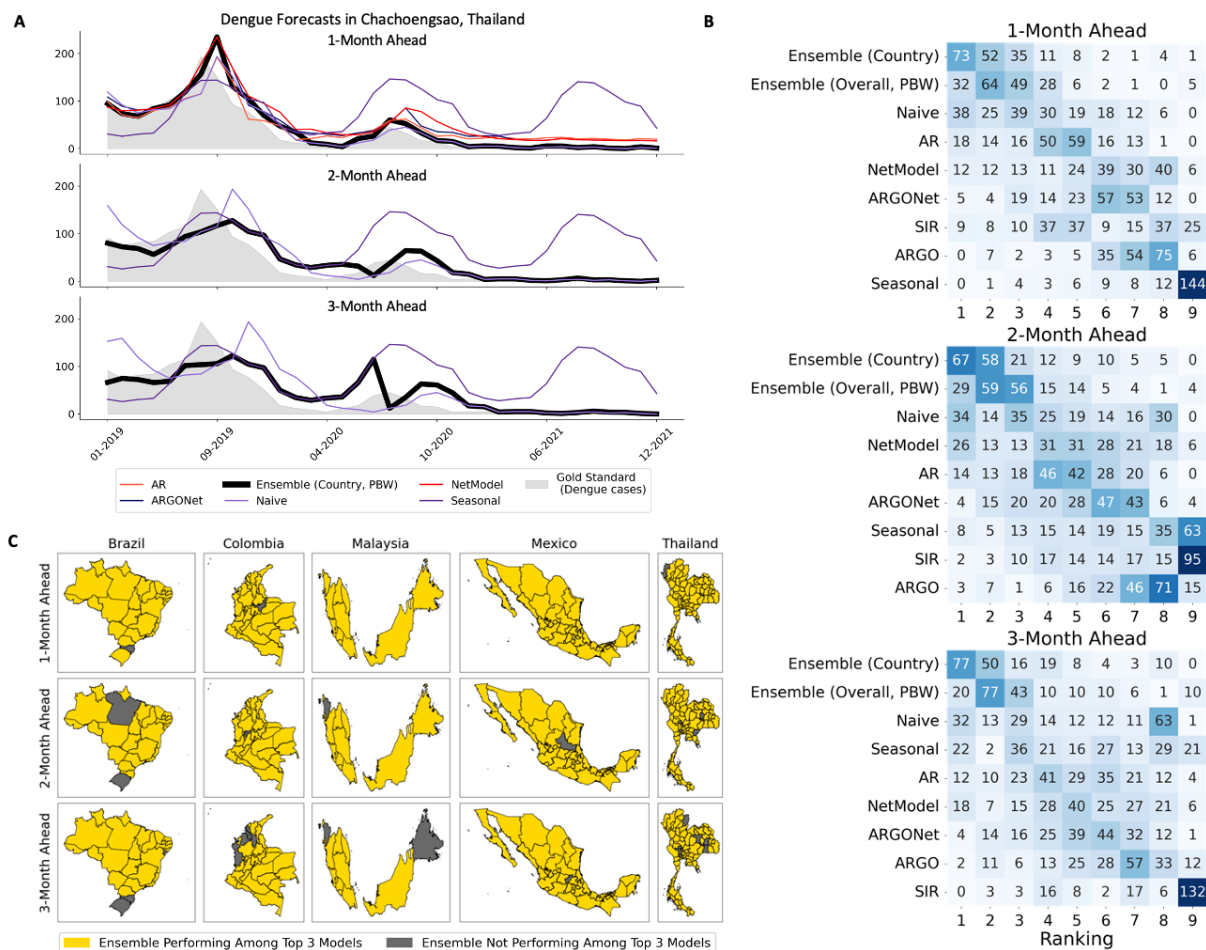 A
Dengue Forecasts in Chachoengsao, Thailand
1-Month Ahead
200
100
0
2-Month Ahead
200
100
0
3-Month Ahead
200
100
0
01-2019 09-2019 04-2020 10-2020 06-2021 12-2021
AR Ensemble (Country, PBW) NetModel Gold Standard
(Dengue cases)
ARGONet Naive Seasonal
B
1-Month Ahead
Ensemble (Country) 73 52 35 11 8 2 1 4 1
Ensemble (Overall, PBW) 32 64 49 28 6 2 1 0 5
Naive 38 25 39 30 19 18 12 6 0
AR 18 14 16 50 59 16 13 1 0
NetModel 12 12 13 11 24 39 30 40 6
ARGONet 5 4 19 14 23 57 53 12 0
SIR 9 8 10 37 37 9 15 37 25
ARGO 0 7 2 3 5 35 54 75 6
Seasonal 0 1 4 3 6 9 8 12 144
1 2 3 4 5 6 7 8 9
2-Month Ahead
Ensemble (Country) 67 58 21 12 9 10 5 5 0
Ensemble (Overall, PBW) 29 59 56 15 14 5 4 1 4
Naive 34 14 35 25 19 14 16 30 0
NetModel 26 13 13 31 31 28 21 18 6
AR 14 13 18 46 42 28 20 6 0
ARGONet 4 15 20 20 28 47 43 6 4
Seasonal 8 5 13 15 14 19 15 35 63
SIR 2 3 10 17 14 14 17 15 95
ARGO 3 7 1 6 16 22 46 71 15
1 2 3 4 5 6 7 8 9
3-Month Ahead
Ensemble (Country) 77 50 16 19 8 4 3 10 0
Ensemble (Overall, PBW) 20 77 43 10 10 10 6 1 10
Naive 32 13 29 14 12 12 11 63 1
Seasonal 22 2 36 21 16 27 13 29 21
AR 12 10 23 41 29 35 21 12 4
NetModel 18 7 15 28 40 25 27 21 6
ARGONet 4 14 16 25 39 44 32 12 1
ARGO 2 11 6 13 25 28 57 33 12
SIR 0 3 3 16 8 2 17 6 132
1 2 3 4 5 6 7 8 9
Ranking
C
Brazil Colombia Malaysia Mexico Thailand
1-Month Ahead
2-Month Ahead
3-Month Ahead
Ensemble Performing Among Top 3 Models Ensemble Not Performing Among Top 3 Models